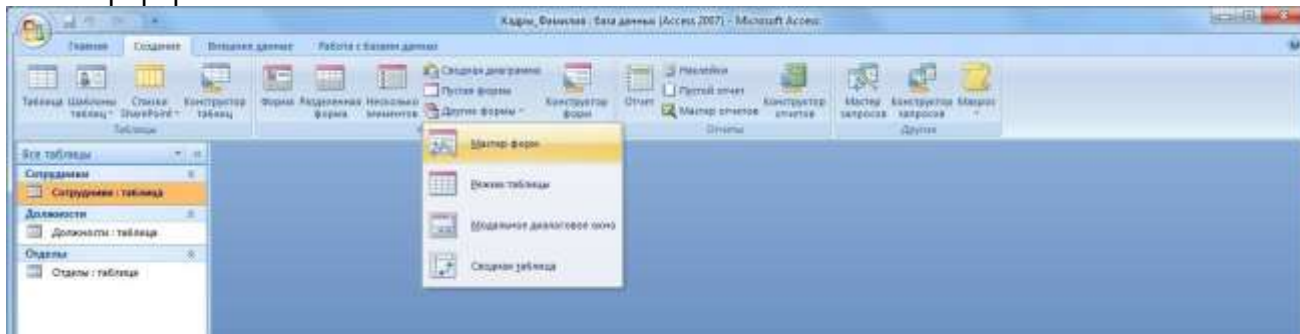 Кадры_Фамилия : база данных (Access 2007) - Microsoft Access
Главная Создание Внешние данные Работа с базами данных
Таблица Шаблоны таблиц Списки SharePoint Конструктор таблиц
Форма Разделенная форма Несколько элементов
Сводная диаграмма
Пустая форма
Другие формы
Конструктор форм
Отчет
Наклейки
Пустой отчет
Мастер отчетов
Конструктор отчетов
Мастер запросов Конструктор запросов Макрос
Таблицы
Отчеты
Другие
Мастер форм
Режим таблицы
Модальное диалоговое окно
Сводная таблица
Все таблицы
Сотрудники
Сотрудники : таблица
Должности
Должности : таблица
Отделы
Отделы : таблица